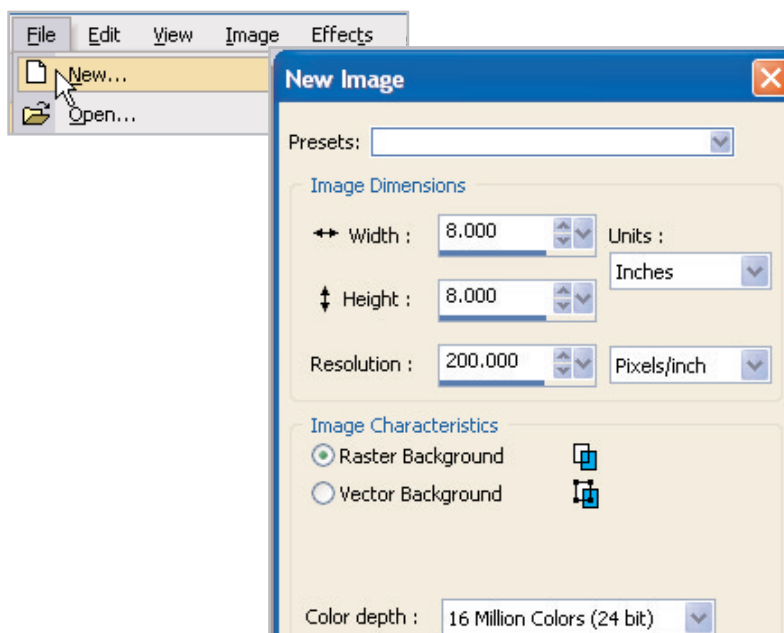 File Edit View Image Effects
New...
Open...
New Image
Presets:
Image Dimensions
Width : 8.000 Units :
Inches
Height : 8.000
Resolution : 200.000 Pixels/inch
Image Characteristics
Raster Background
Vector Background
Color depth : 16 Million Colors (24 bit)